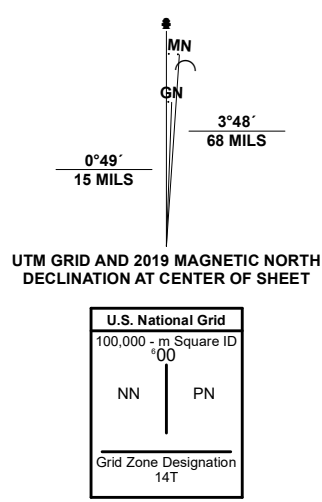 MN
GN
3°48´
68 MILS
0°49´
15 MILS
UTM GRID AND 2019 MAGNETIC NORTH
DECLINATION AT CENTER OF SHEET
U.S. National Grid
100,000 - m Square ID
⁶00
NN PN
Grid Zone Designation
14T